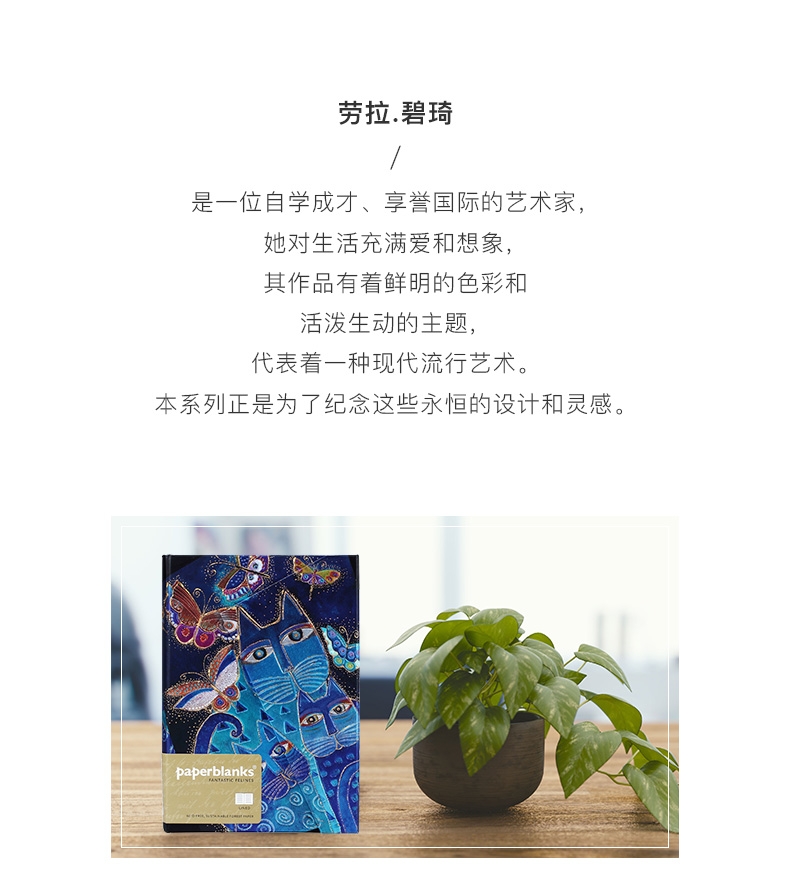 劳拉.碧琦
/
是一位自学成才、享誉国际的艺术家,
她对生活充满爱和想象,
其作品有着鲜明的色彩和
活泼生动的主题,
代表着一种现代流行艺术。
本系列正是为了纪念这些永恒的设计和灵感。
paperblanks®
FANTASTIC FELINES
LINED